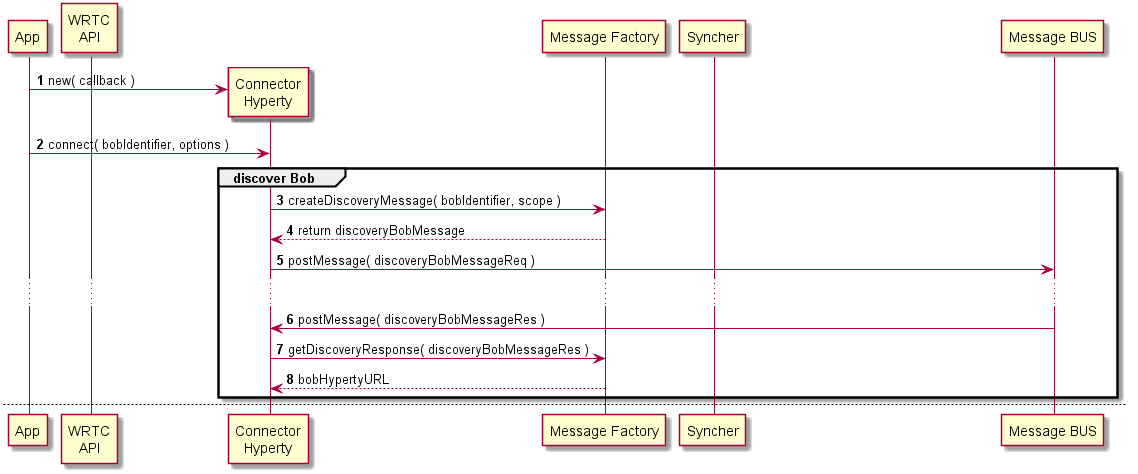 App
WRTC
API
Message Factory
Syncher
Message BUS
1 new( callback )
Connector
Hyperty
2 connect( bobIdentifier, options )
discover Bob
3 createDiscoveryMessage( bobIdentifier, scope )
4 return discoveryBobMessage
5 postMessage( discoveryBobMessageReq )
6 postMessage( discoveryBobMessageRes )
7 getDiscoveryResponse( discoveryBobMessageRes )
8 bobHypertyURL
App
WRTC
API
Connector
Hyperty
Message Factory
Syncher
Message BUS